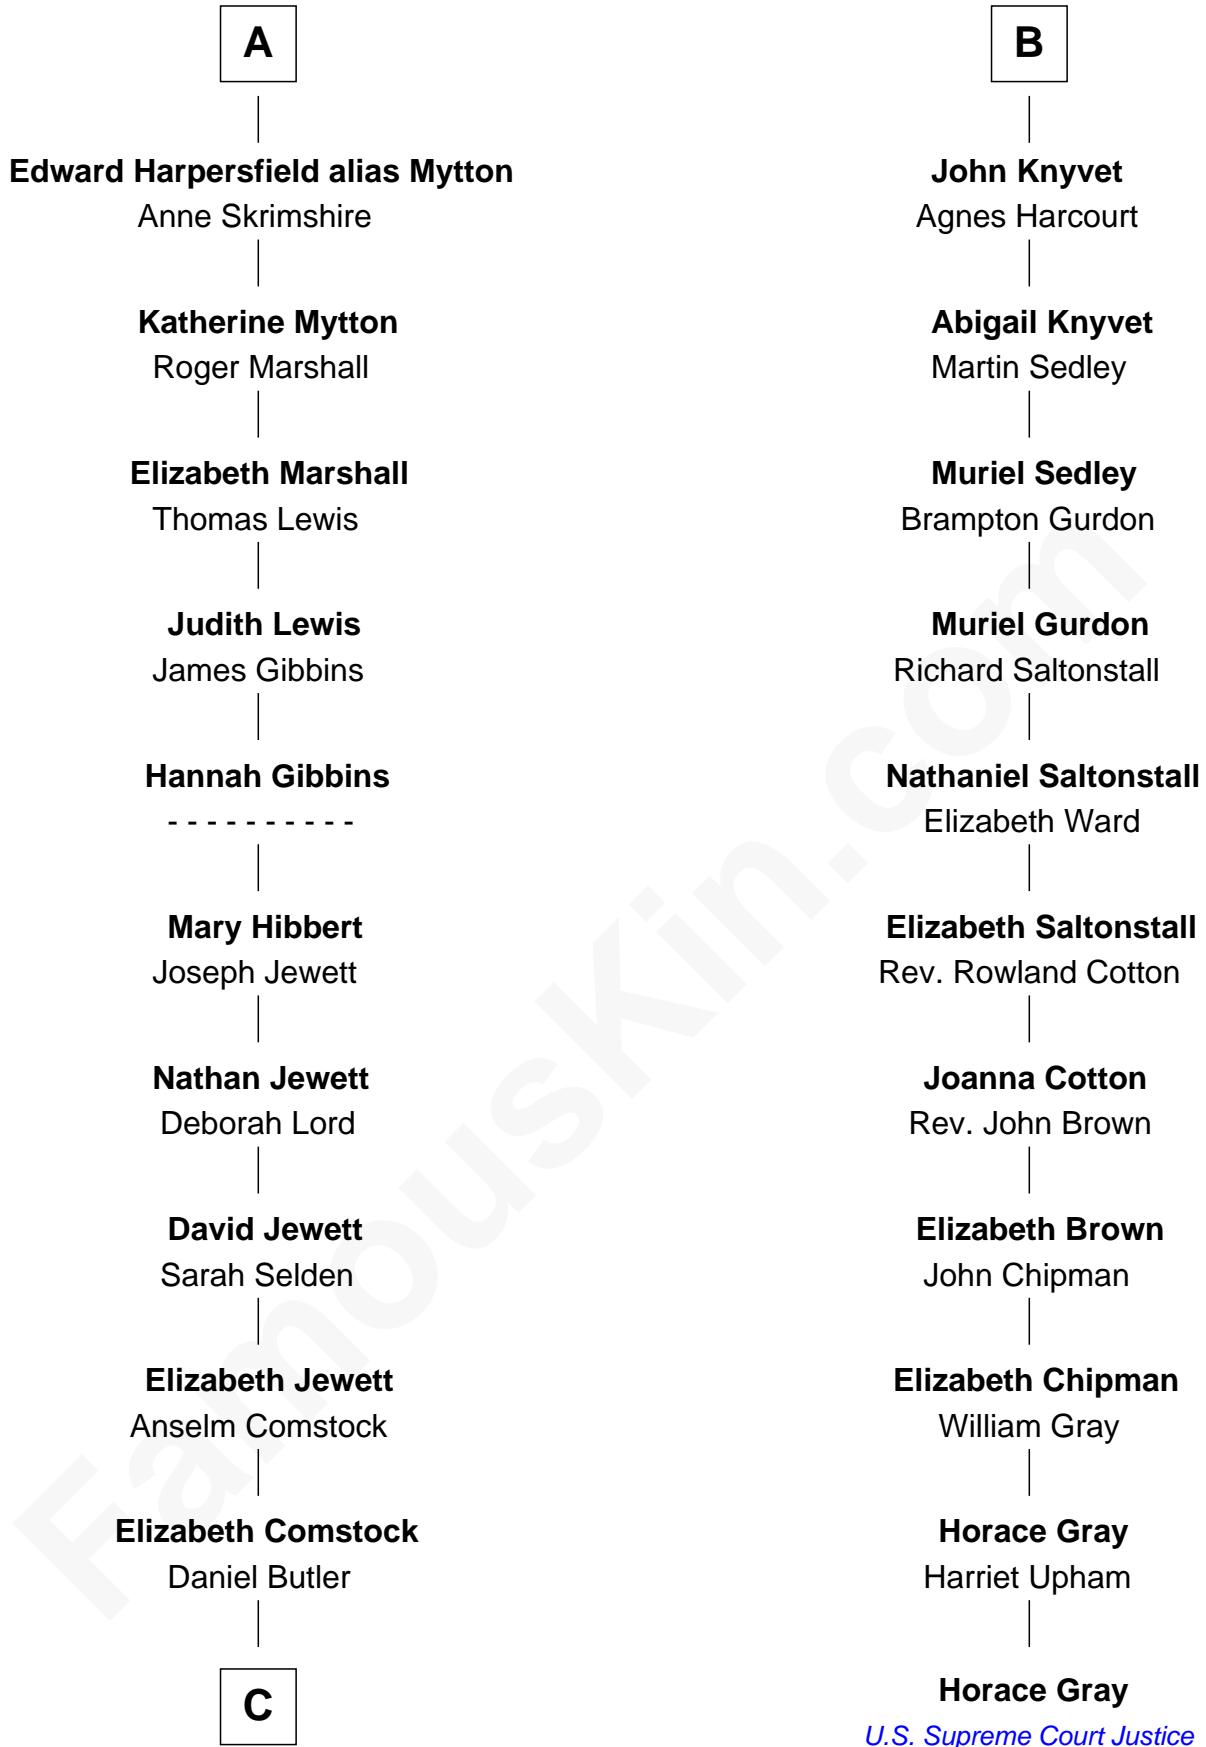 A
Edward Harpersfield alias Mytton
Anne Skrimshire
Katherine Mytton
Roger Marshall
Elizabeth Marshall
Thomas Lewis
Judith Lewis
James Gibbins
Hannah Gibbins
- - - - - - - - - -
Mary Hibbert
Joseph Jewett
Nathan Jewett
Deborah Lord
David Jewett
Sarah Selden
Elizabeth Jewett
Anselm Comstock
Elizabeth Comstock
Daniel Butler
C
B
John Knyvet
Agnes Harcourt
Abigail Knyvet
Martin Sedley
Muriel Sedley
Brampton Gurdon
Muriel Gurdon
Richard Saltonstall
Nathaniel Saltonstall
Elizabeth Ward
Elizabeth Saltonstall
Rev. Rowland Cotton
Joanna Cotton
Rev. John Brown
Elizabeth Brown
John Chipman
Elizabeth Chipman
William Gray
Horace Gray
Harriet Upham
Horace Gray
U.S. Supreme Court Justice
FamousKin.com